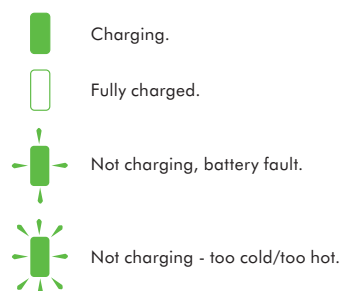 Charging.
Fully charged.
Not charging, battery fault.
Not charging - too cold/too hot.